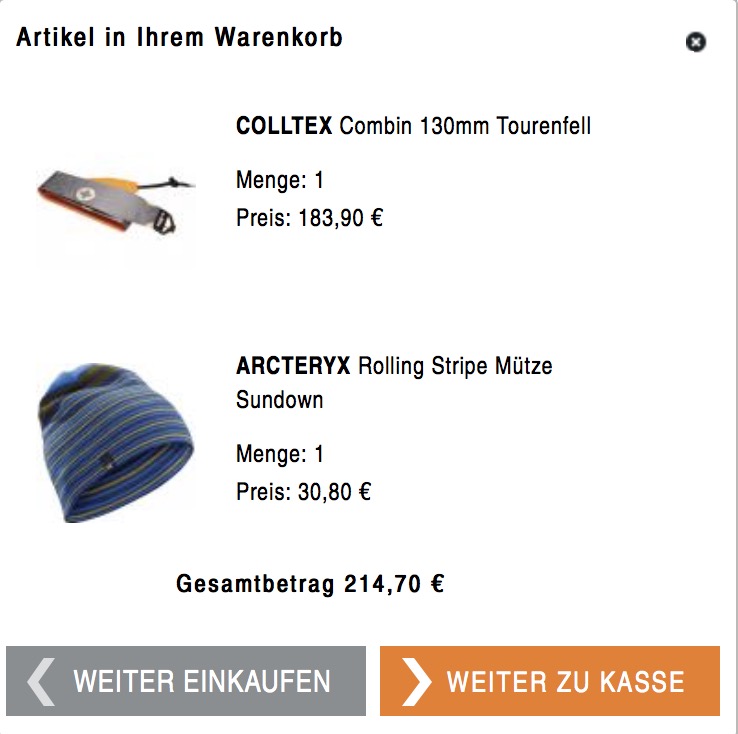 Artikel in Ihrem Warenkorb
COLLTEX Combin 130mm Tourenfell
Menge: 1
Preis: 183,90 €
ARCTERYX Rolling Stripe Mütze
Sundown
Menge: 1
Preis: 30,80 €
Gesamtbetrag 214,70 €
WEITER EINKAUFEN
WEITER ZU KASSE